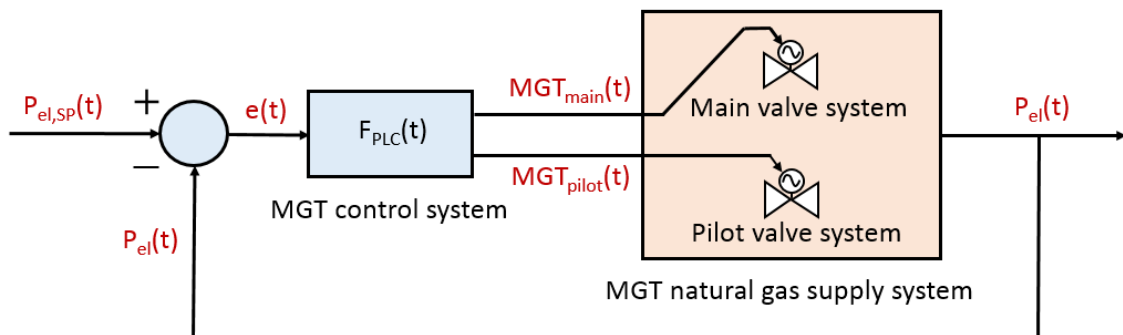 P_el,SP(t)
+
−
e(t)
F_PLC(t)
MGT control system
MGT_main(t)
MGT_pilot(t)
Main valve system
Pilot valve system
MGT natural gas supply system
P_el(t)
P_el(t)